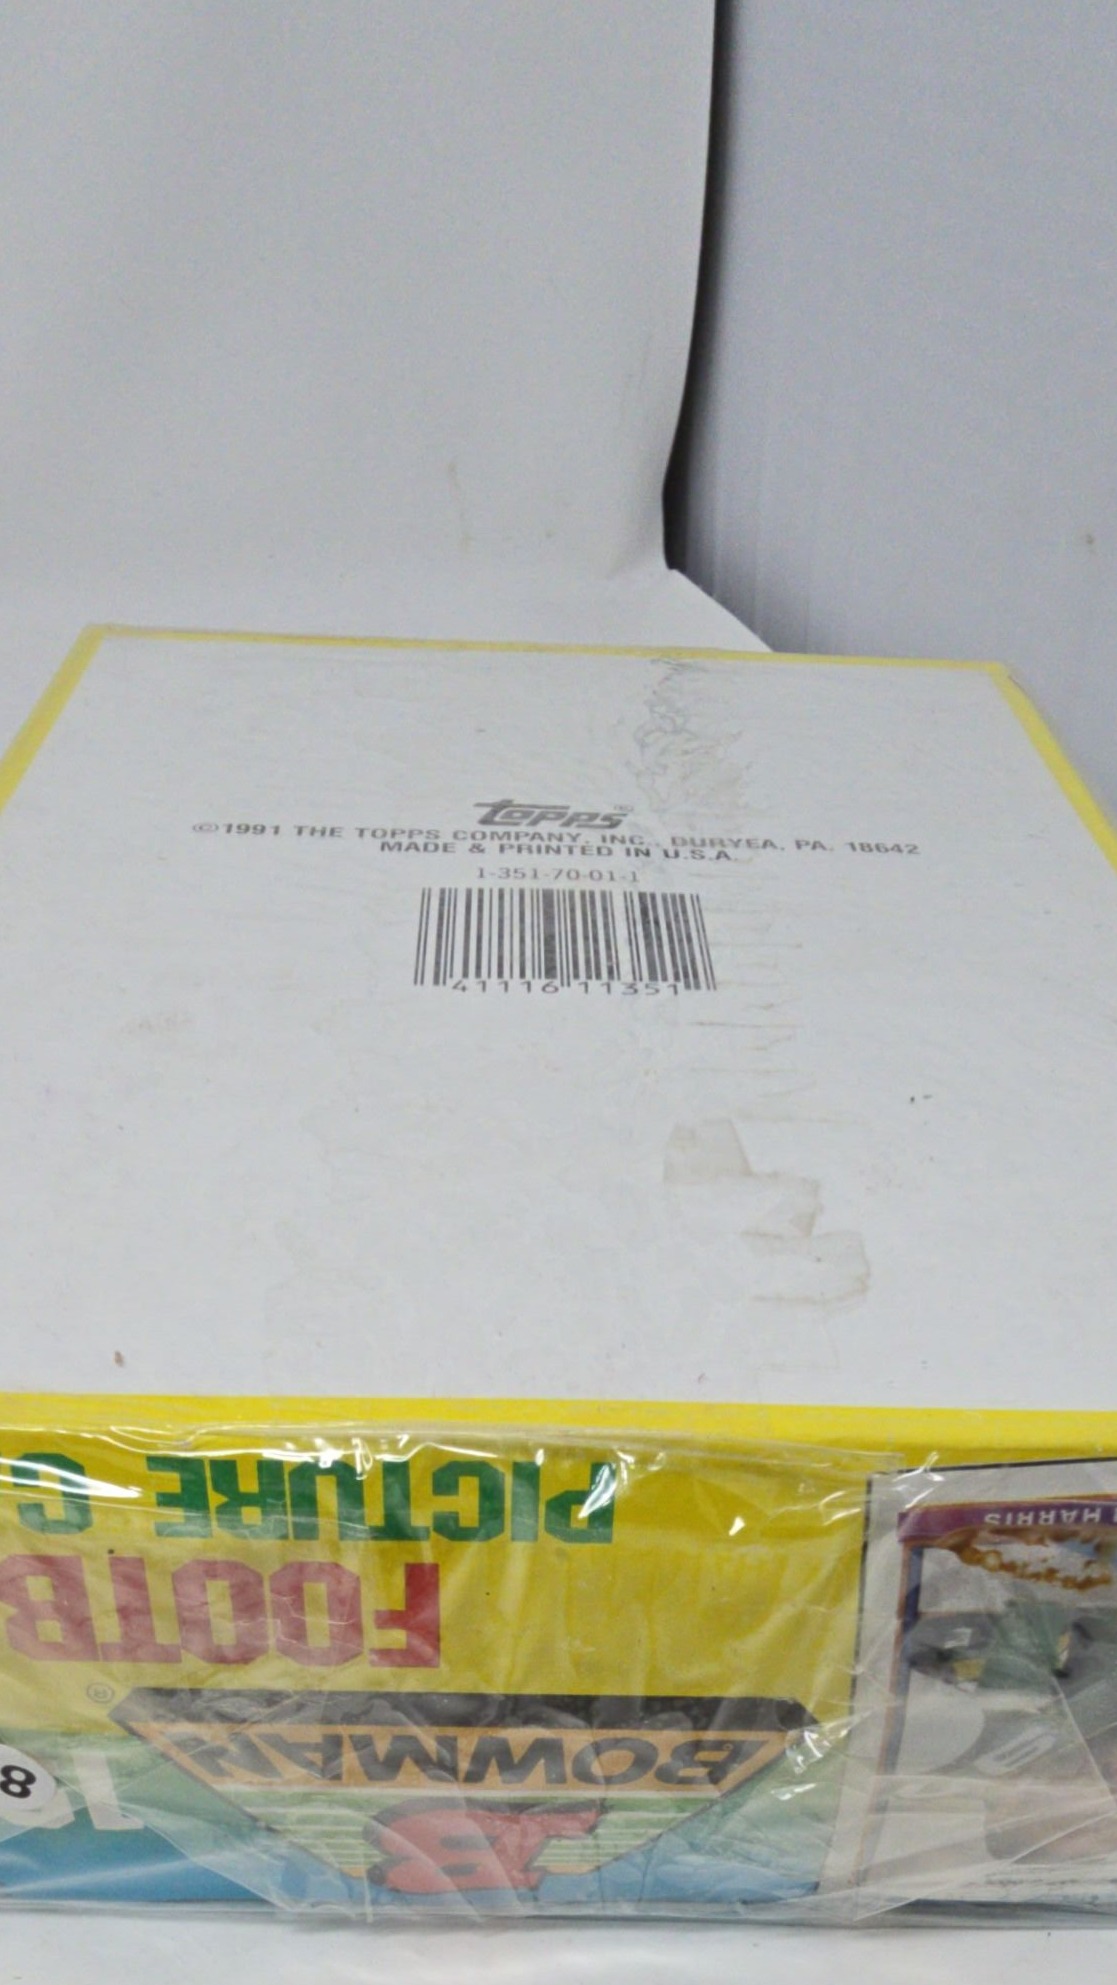 topps
©1991 THE TOPPS COMPANY, INC., DURYEA, PA. 18642
MADE & PRINTED IN U.S.A.
1-351-70-01-1
41116 11351
PICTURE C
FOOTB
®
BOWMAN
B
8
HARRIS